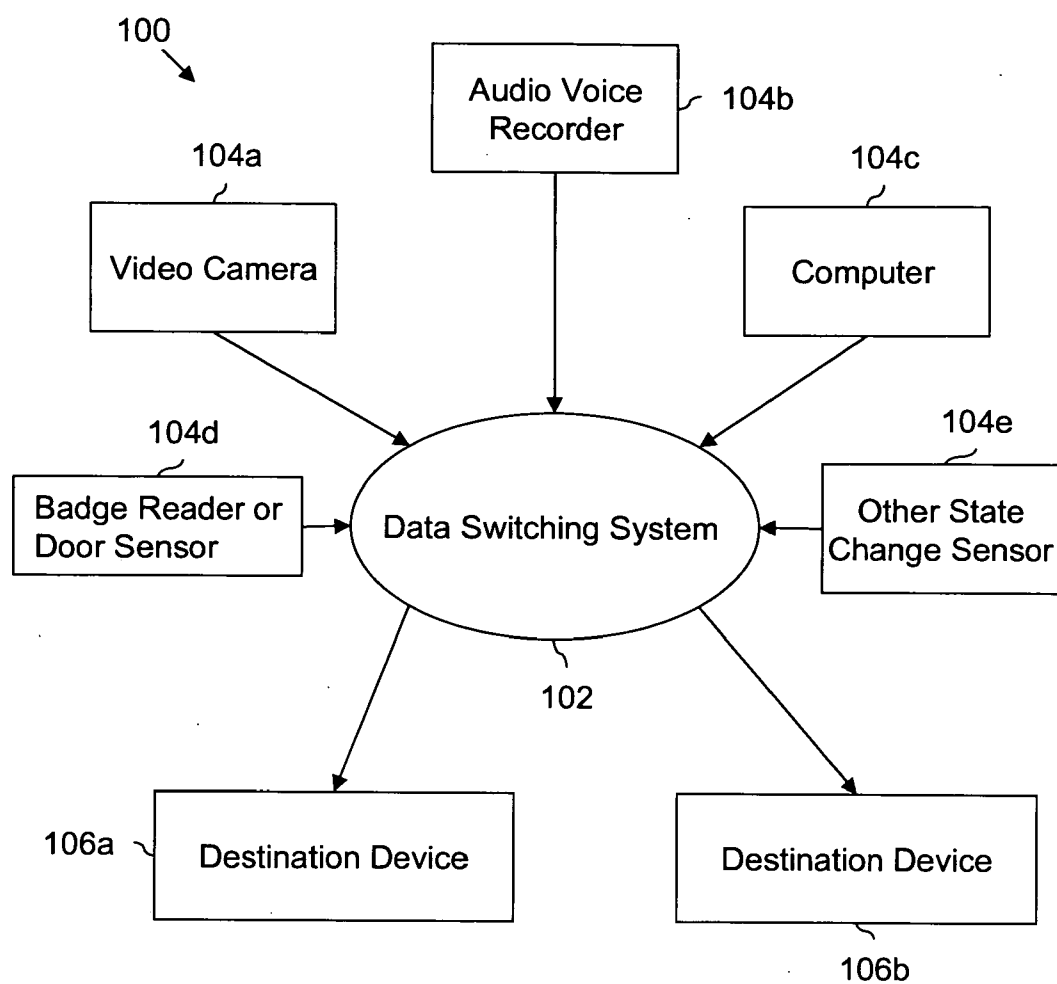 100
Audio Voice
Recorder
104b
104a
104c
Video Camera
Computer
104d
104e
Badge Reader or
Door Sensor
Data Switching System
Other State
Change Sensor
102
106a
Destination Device
Destination Device
106b